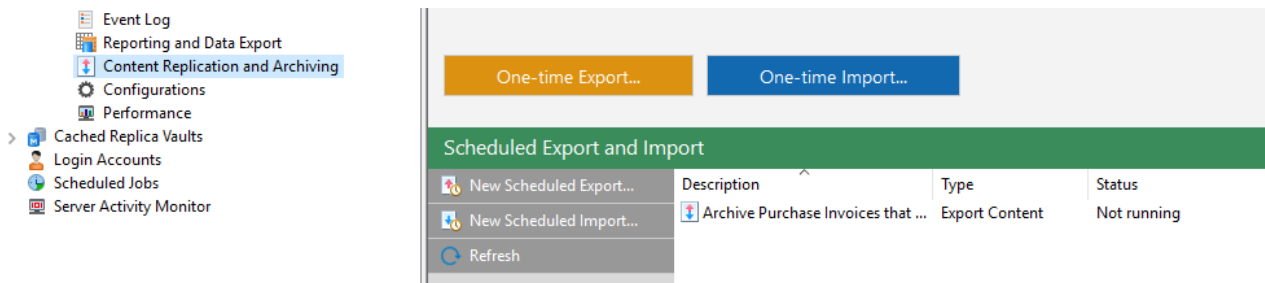 Event Log
Reporting and Data Export
Content Replication and Archiving
Configurations
Performance
Cached Replica Vaults
Login Accounts
Scheduled Jobs
Server Activity Monitor
One-time Export... One-time Import...
Scheduled Export and Import
New Scheduled Export...
New Scheduled Import...
Refresh
Description Type Status
Archive Purchase Invoices that ... Export Content Not running